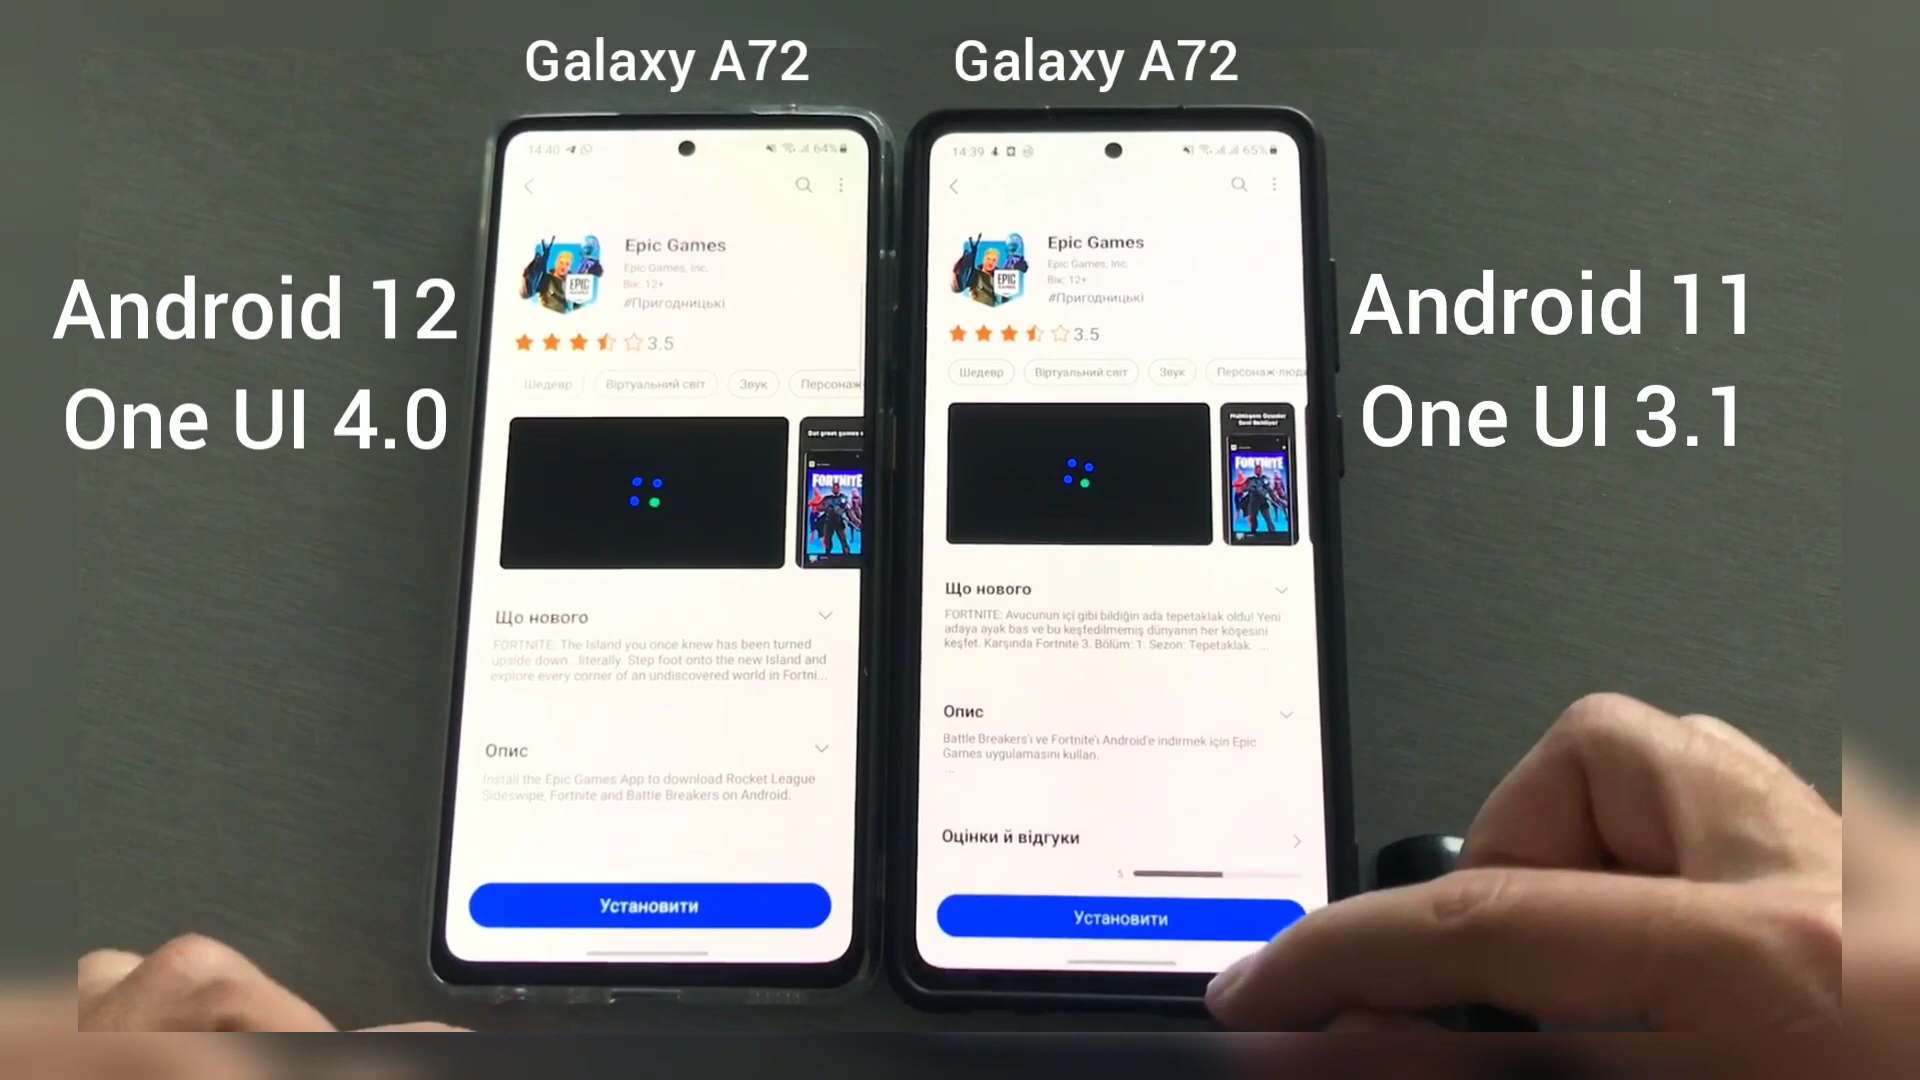 Galaxy A72
Android 12
One UI 4.0
14:40
64%
Epic Games
Epic Games, Inc.
Вік: 12+
#Пригодницькі
3.5
Шедевр
Віртуальний світ
Звук
Персонаж
EPIC
GAMES
FORTNITE
Що нового
FORTNITE: The Island you once knew has been turned
upside down...literally. Step foot onto the new Island and
explore every corner of an undiscovered world in Fortni...
Опис
Install the Epic Games App to download Rocket League
Sideswipe, Fortnite and Battle Breakers on Android.
Установити
Galaxy A72
Android 11
One UI 3.1
14:39
65%
Epic Games
Epic Games, Inc.
Вік: 12+
#Пригодницькі
3.5
Шедевр
Віртуальний світ
Звук
Персонаж-люд
EPIC
GAMES
FORTNITE
Що нового
FORTNITE: Avucunun içi gibi bildiğin ada tepetaklak oldu! Yeni
adaya ayak bas ve bu keşfedilmemiş dünyanın her köşesini
keşfet. Karşında Fortnite 3. Bölüm: 1. Sezon: Tepetaklak. ...
Опис
Battle Breakers'ı ve Fortnite'ı Android'e indirmek için Epic
Games uygulamasını kullan.
...
Оцінки й відгуки
5
Установити